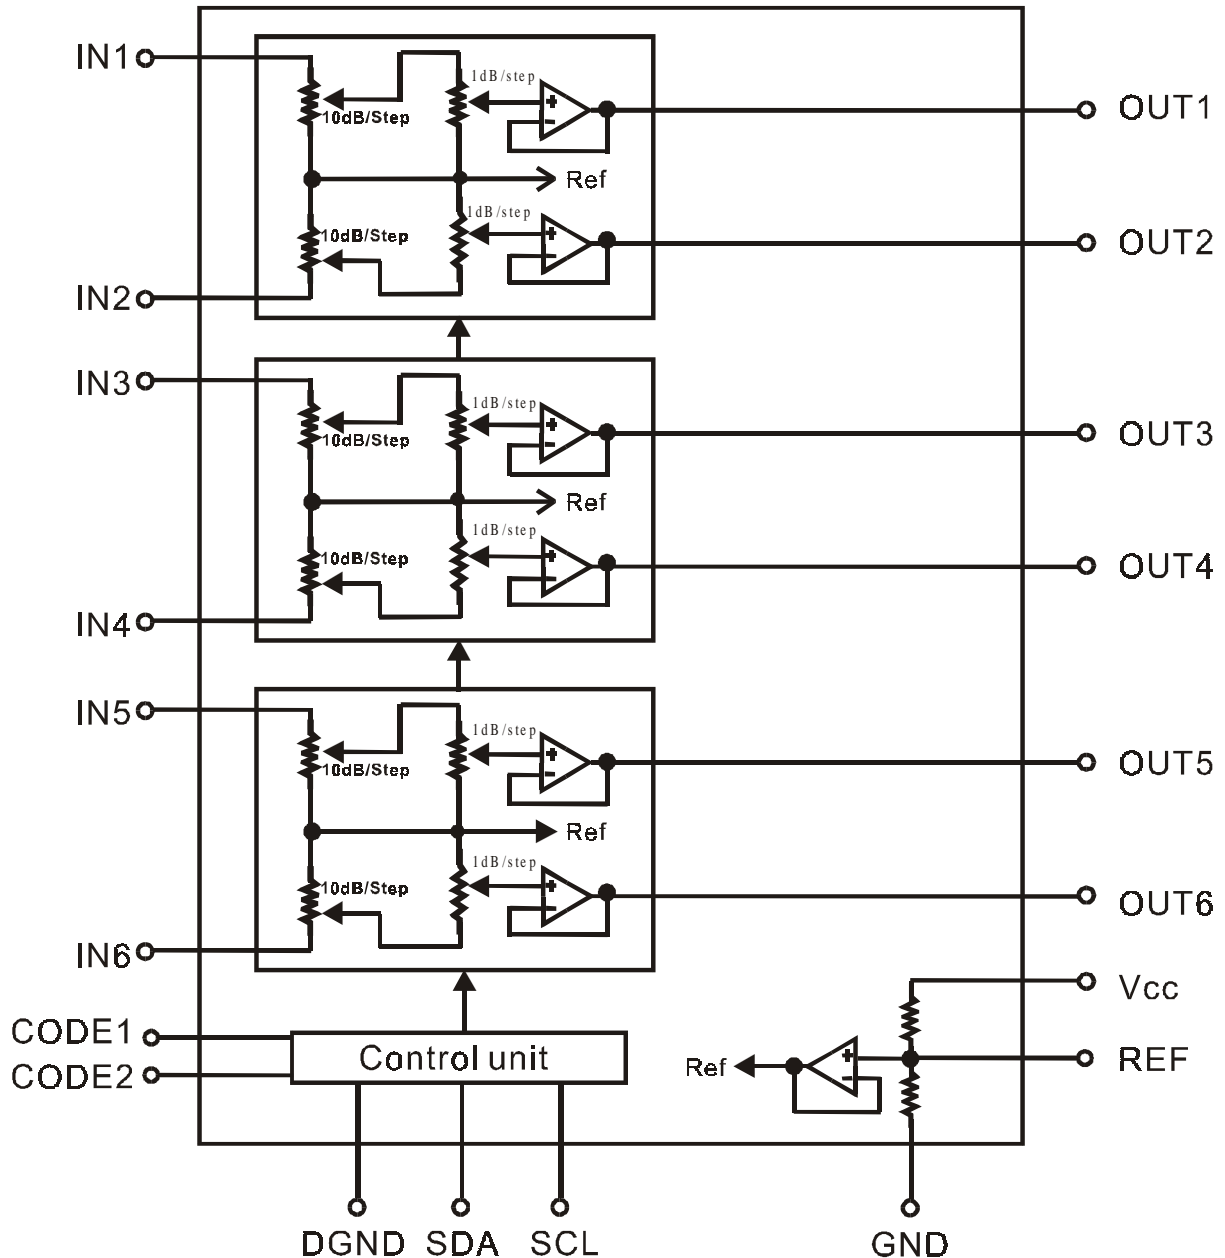 IN1
1dB/step
10dB/Step
+
-
OUT1
Ref
1dB/step
10dB/Step
+
-
OUT2
IN2
IN3
1dB/step
10dB/Step
+
-
OUT3
Ref
1dB/step
10dB/Step
+
-
OUT4
IN4
IN5
1dB/step
10dB/Step
+
-
OUT5
Ref
1dB/step
10dB/Step
+
-
OUT6
IN6
Vcc
CODE1
Control unit
CODE2
Ref
+
-
REF
DGND
SDA
SCL
GND